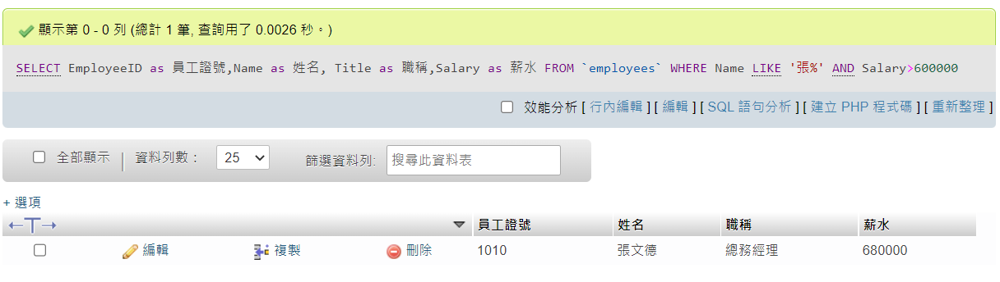 顯示第 0 - 0 列 (總計 1 筆, 查詢用了 0.0026 秒。)
SELECT EmployeeID as 員工證號,Name as 姓名, Title as 職稱,Salary as 薪水 FROM `employees` WHERE Name LIKE '張%' AND Salary>600000
效能分析 [ 行內編輯 ] [ 編輯 ] [ SQL 語句分析 ] [ 建立 PHP 程式碼 ] [ 重新整理 ]
全部顯示 | 資料列數： 25 篩選資料列: 搜尋此資料表
+ 選項
←T→ 員工證號 姓名 職稱 薪水
編輯 複製 刪除 1010 張文德 總務經理 680000